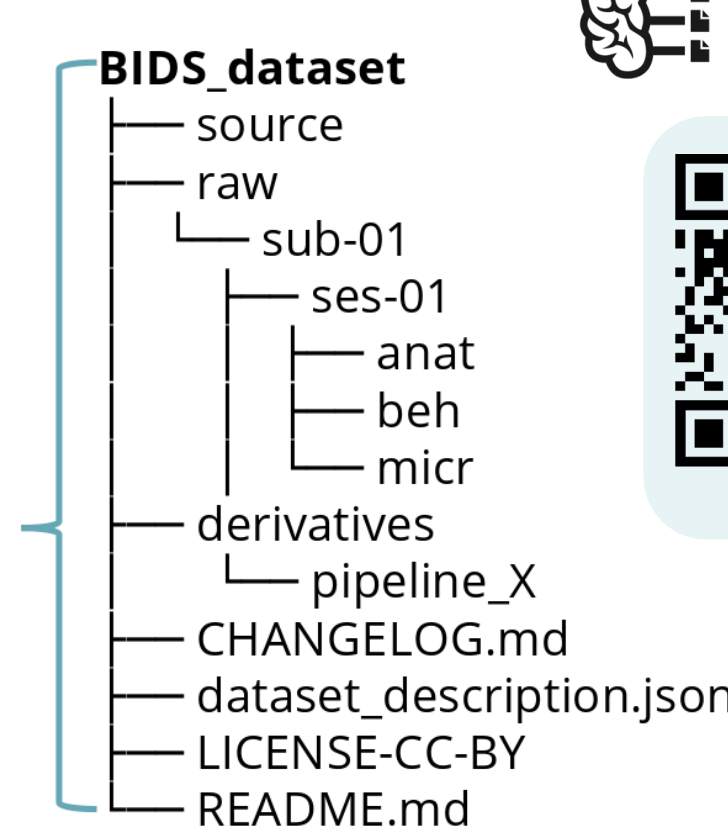 BIDS_dataset
source
raw
sub-01
ses-01
anat
beh
micr
derivatives
pipeline_X
CHANGELOG.md
dataset_description.json
LICENSE-CC-BY
README.md